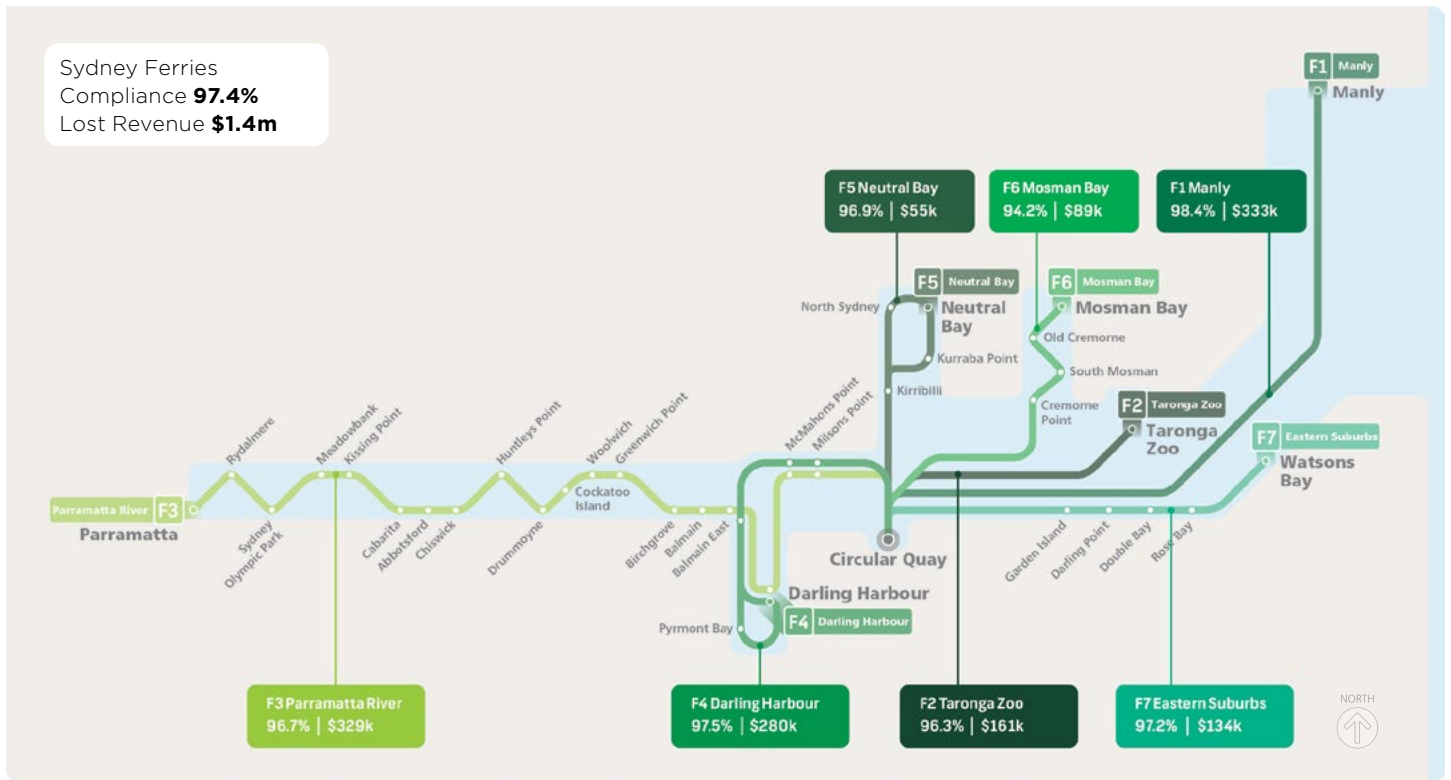 Sydney Ferries
Compliance 97.4%
Lost Revenue $1.4m
F1 Manly
Manly
F5 Neutral Bay
96.9% | $55k
F6 Mosman Bay
94.2% | $89k
F1 Manly
98.4% | $333k
F5 Neutral Bay
Neutral
Bay
North Sydney
Kurraba Point
Kirribilli
F6 Mosman Bay
Mosman Bay
Old Cremorne
South Mosman
Cremorne
Point
F2 Taronga Zoo
Taronga
Zoo
F7 Eastern Suburbs
Watsons
Bay
Parramatta River F3
Parramatta
Rydalmere
Sydney
Olympic Park
Meadowbank
Kissing Point
Cabarita
Abbotsford
Chiswick
Huntleys Point
Drummoyne
Cockatoo
Island
Woolwich
Greenwich Point
Birchgrove
Balmain
Balmain East
McMahons Point
Milsons Point
Circular Quay
Garden Island
Darling Point
Double Bay
Rose Bay
Darling Harbour
F4 Darling Harbour
Pyrmont Bay
F3 Parramatta River
96.7% | $329k
F4 Darling Harbour
97.5% | $280k
F2 Taronga Zoo
96.3% | $161k
F7 Eastern Suburbs
97.2% | $134k
NORTH